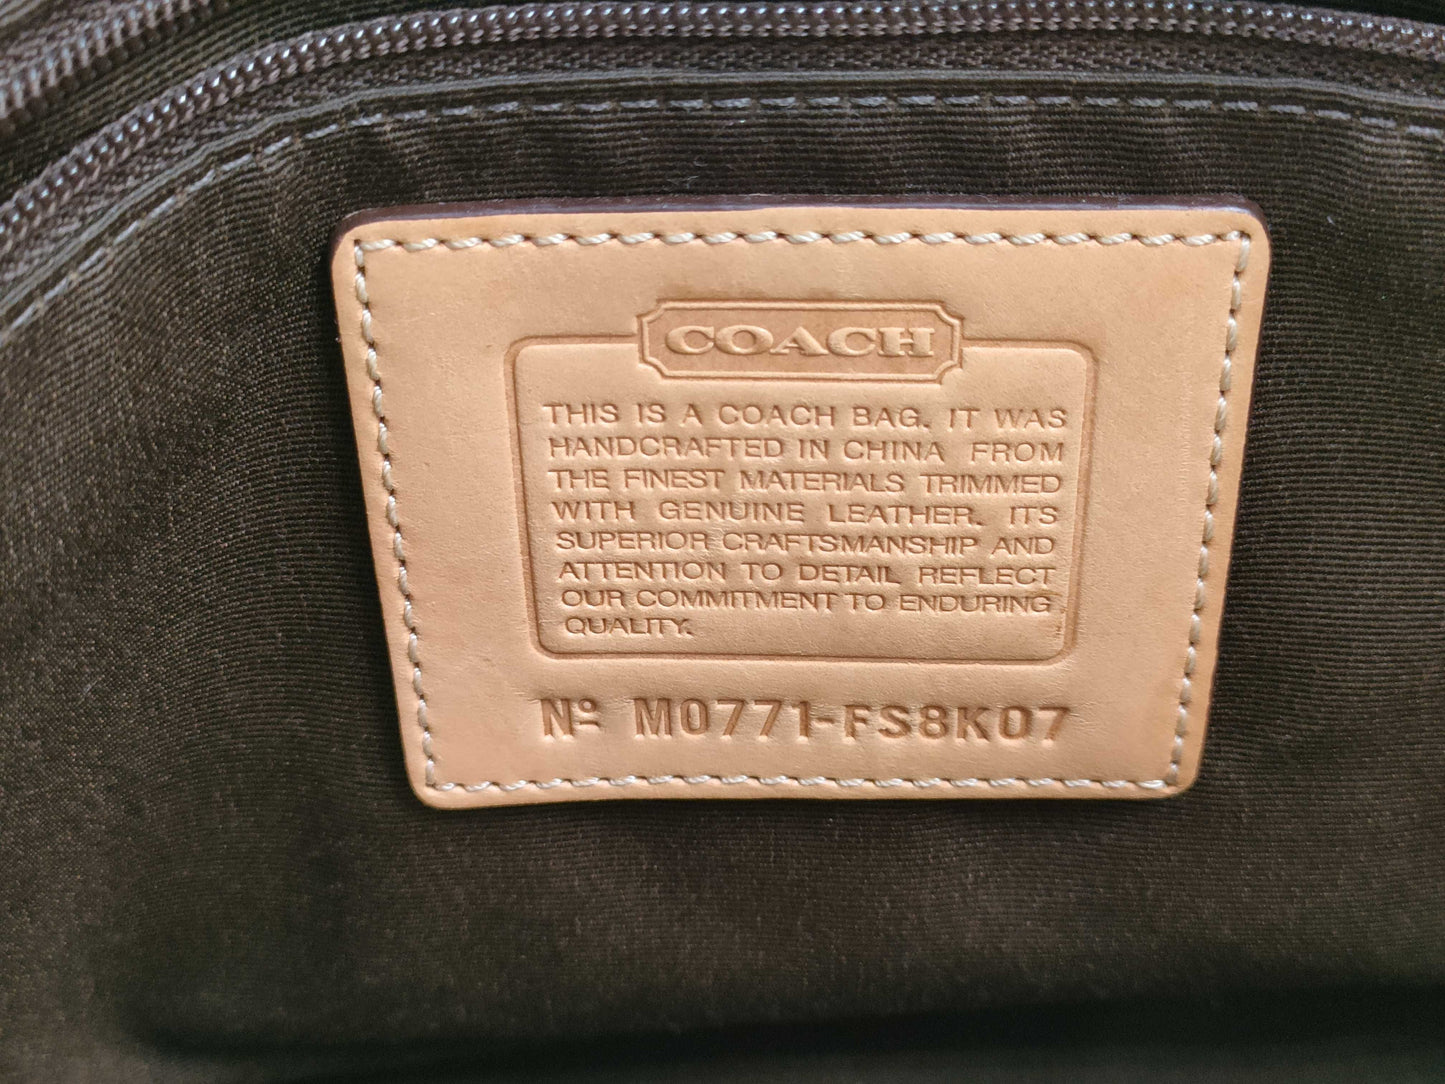 COACH
THIS IS A COACH BAG. IT WAS
HANDCRAFTED IN CHINA FROM
THE FINEST MATERIALS TRIMMED
WITH GENUINE LEATHER. ITS
SUPERIOR CRAFTSMANSHIP AND
ATTENTION TO DETAIL REFLECT
OUR COMMITMENT TO ENDURING
QUALITY.
Nº M0771-FS8K07